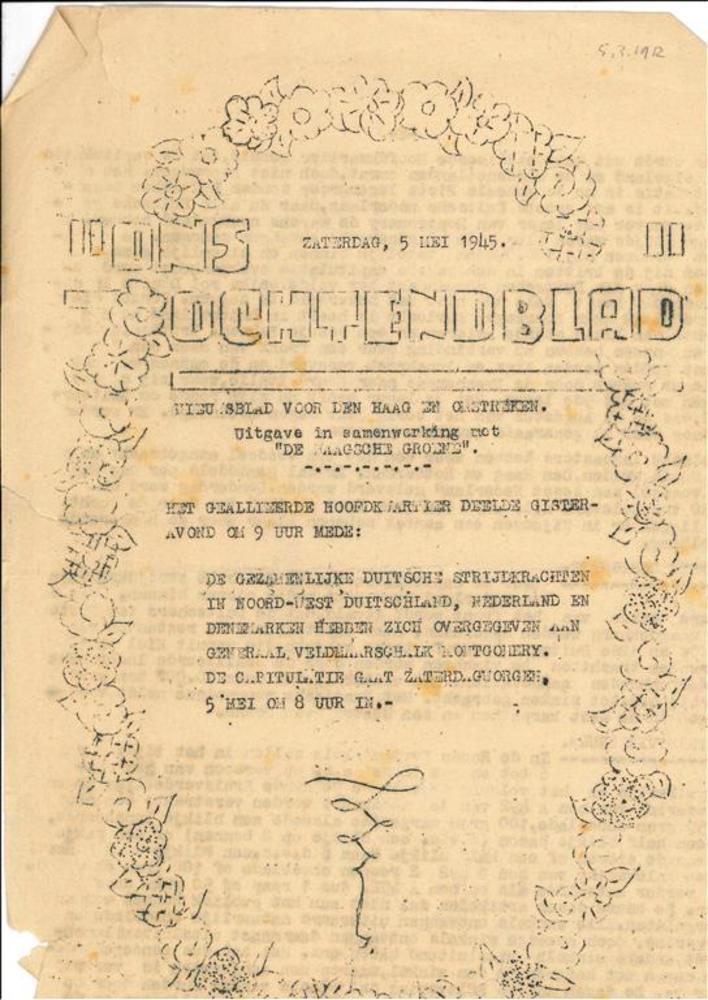 5.3.1912
"ONS
ZATERDAG, 5 MEI 1945.
"
OCHTENDBLAD
NIEUWSBLAD VOOR DEN HAAG EN OMSTREKEN.
Uitgave in samenwerking met
"DE HAAGSCHE GROENE".
-.-.-.-.-.-.-
HET GEALLIEERDE HOOFDKWARTIER DEELDE GISTER-
AVOND OM 9 UUR MEDE:
DE GEZAMENLIJKE DUITSCHE STRIJDKRACHTEN
IN NOORD-WEST DUITSCHLAND, NEDERLAND EN
DENEMARKEN HEBBEN ZICH OVERGEGEVEN AAN
GENERAAL VELDMAARSCHALK MONTGOMERY.
DE CAPITULATIE GAAT ZATERDAGMORGEN,
5 MEI OM 8 UUR IN.-